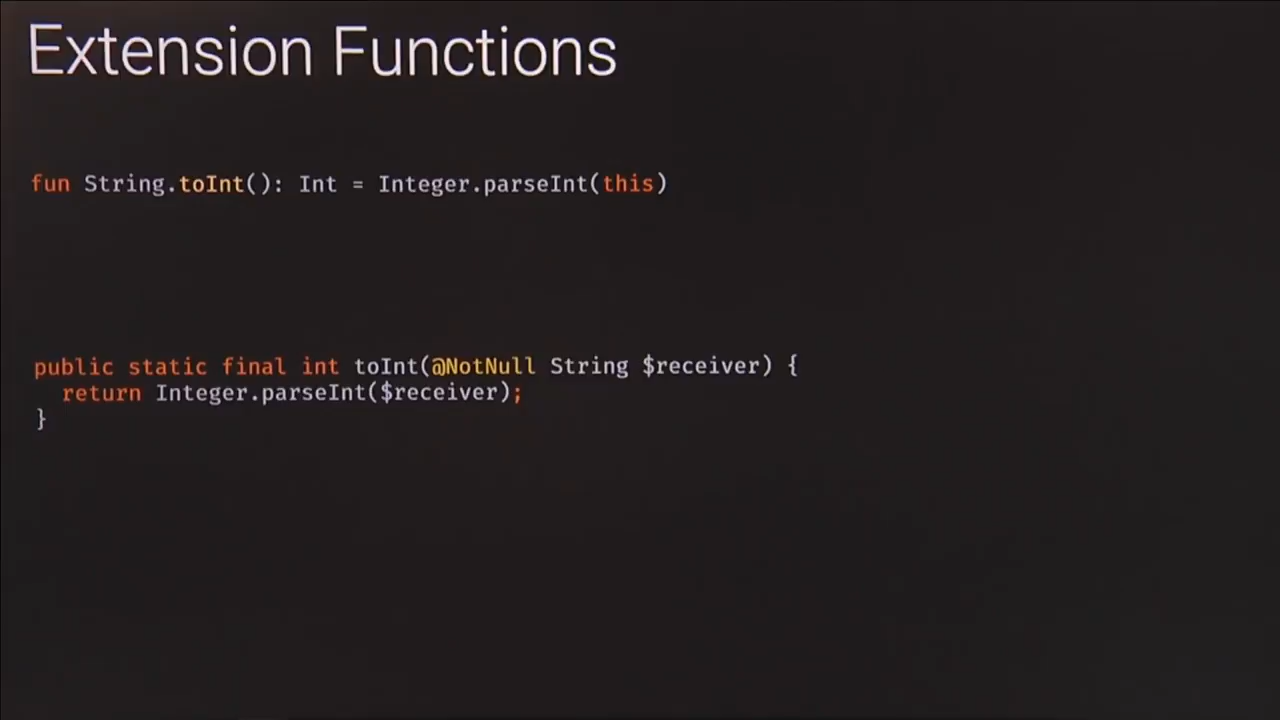 Extension Functions
fun String.toInt(): Int = Integer.parseInt(this)
public static final int toInt(@NotNull String $receiver) {
return Integer.parseInt($receiver);
}